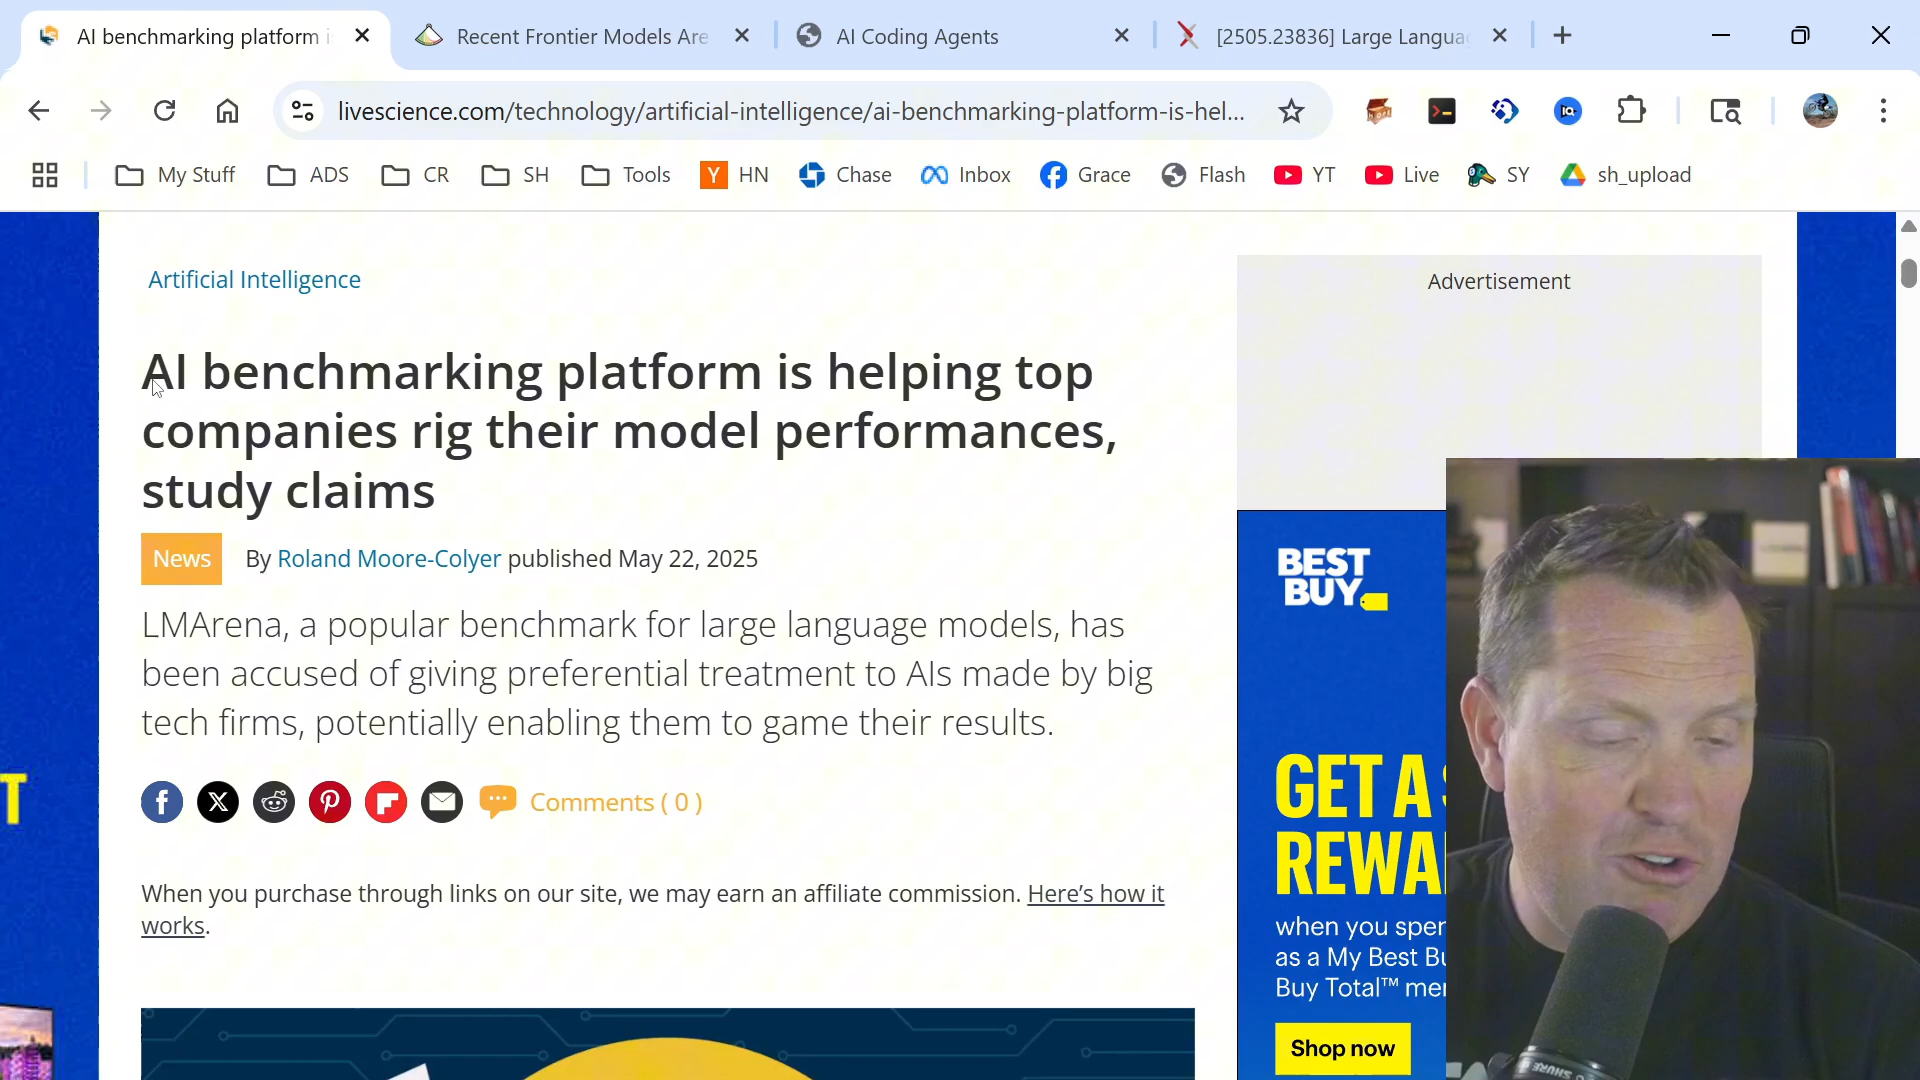 AI benchmarking platform i
Recent Frontier Models Are
AI Coding Agents
[2505.23836] Large Langua
livescience.com/technology/artificial-intelligence/ai-benchmarking-platform-is-hel...
My Stuff
ADS
CR
SH
Tools
HN
Chase
Inbox
Grace
Flash
YT
Live
SY
sh_upload
Artificial Intelligence
Advertisement
AI benchmarking platform is helping top
companies rig their model performances,
study claims
News
By Roland Moore-Colyer published May 22, 2025
LMArena, a popular benchmark for large language models, has
been accused of giving preferential treatment to AIs made by big
tech firms, potentially enabling them to game their results.
Comments ( 0 )
When you purchase through links on our site, we may earn an affiliate commission. Here's how it
works.
BEST
BUY
GET A
REWA
when you spen
as a My Best Bu
Buy Total™ mem
Shop now
SHURE